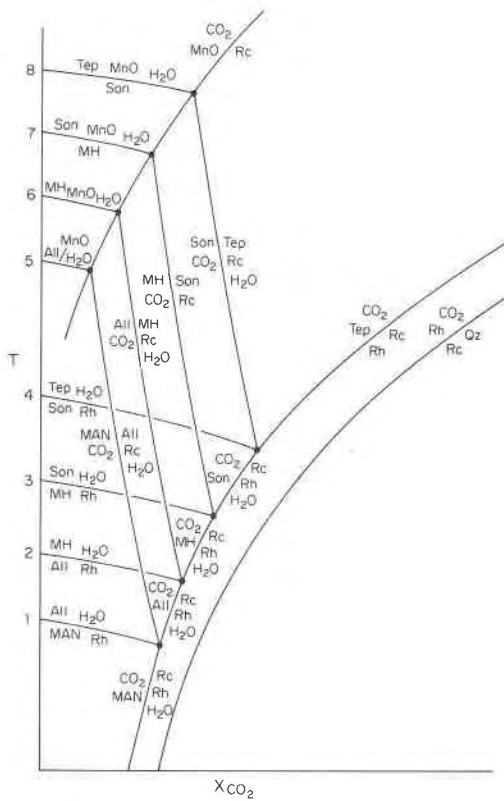 CO2
MnO Rc
8
Tep MnO H2O
Son
7
Son MnO H2O
MH
6
MH MnO H2O
MnO
5
All/H2O
Son Tep
CO2 Rc
H2O
MH Son
CO2 Rc
All MH
CO2 Rc
H2O
CO2 Rc
Tep Rh
CO2 Qz
Rh Rc
T
4
Tep H2O
Son Rh
MAN All
CO2 Rc
H2O
CO2 Rc
Son Rh
H2O
3
Son H2O
MH Rh
CO2 Rc
MH Rh
H2O
2
MH H2O
All Rh
CO2 Rc
All Rh
H2O
1
All H2O
MAN Rh
CO2 Rc
MAN Rh
H2O
XCO2